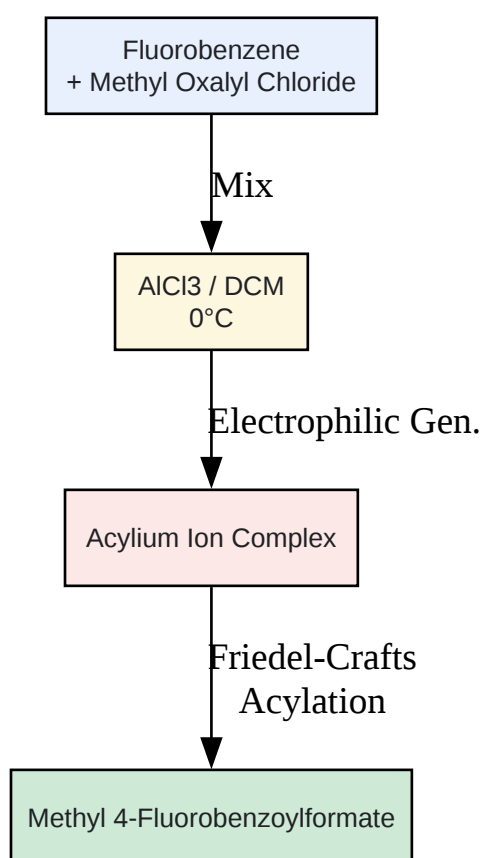 Fluorobenzene
+ Methyl Oxalyl Chloride
Mix
AlCl3 / DCM
0°C
Electrophilic Gen.
Acylium Ion Complex
Friedel-Crafts
Acylation
Methyl 4-Fluorobenzoylformate